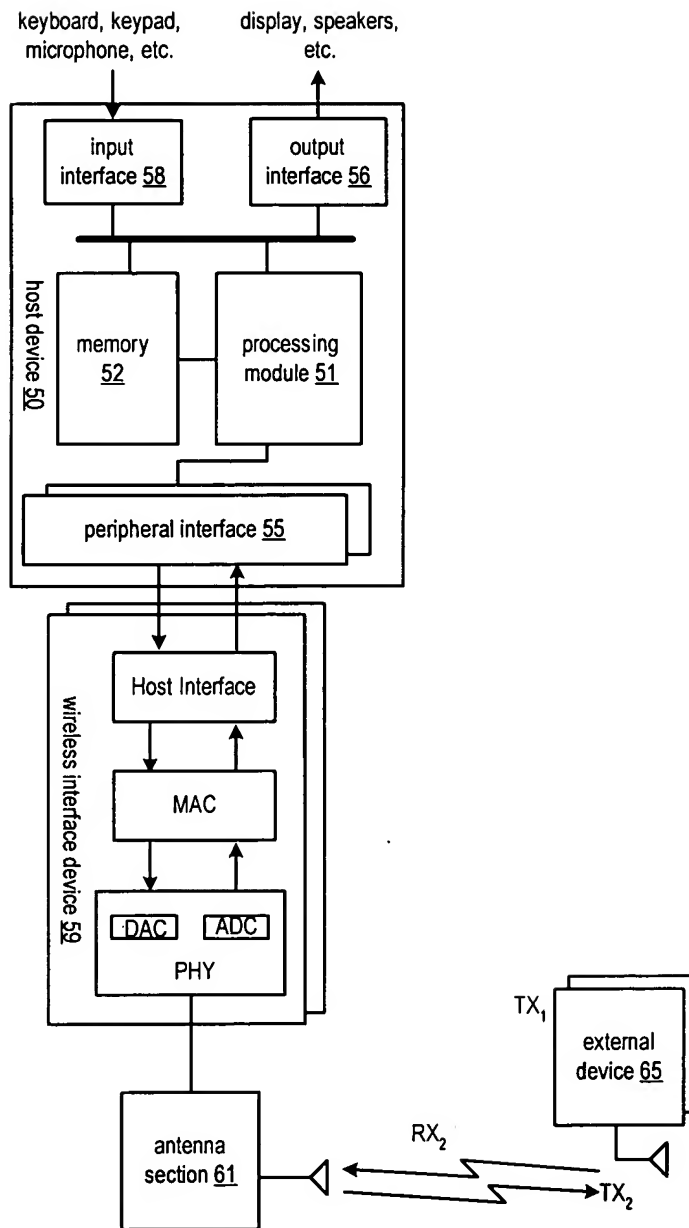 keyboard, keypad,
microphone, etc.
display, speakers,
etc.
input
interface 58
output
interface 56
host device 50
memory
52
processing
module 51
peripheral interface 55
wireless interface device 59
Host Interface
MAC
DAC
ADC
PHY
TX1
external
device 65
antenna
section 61
RX2
TX2